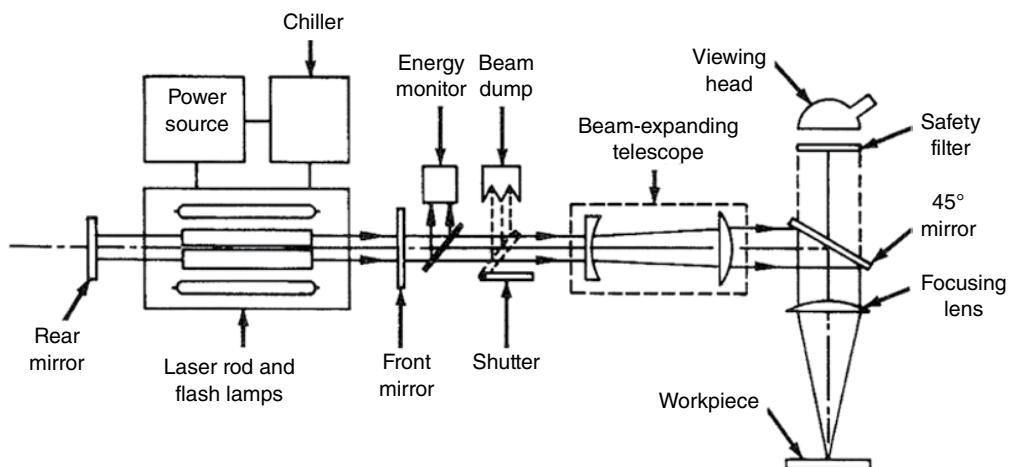 Chiller
Energy
monitor
Beam
dump
Viewing
head
Power
source
Beam-expanding
telescope
Safety
filter
45°
mirror
Focusing
lens
Rear
mirror
Laser rod and
flash lamps
Front
mirror
Shutter
Workpiece